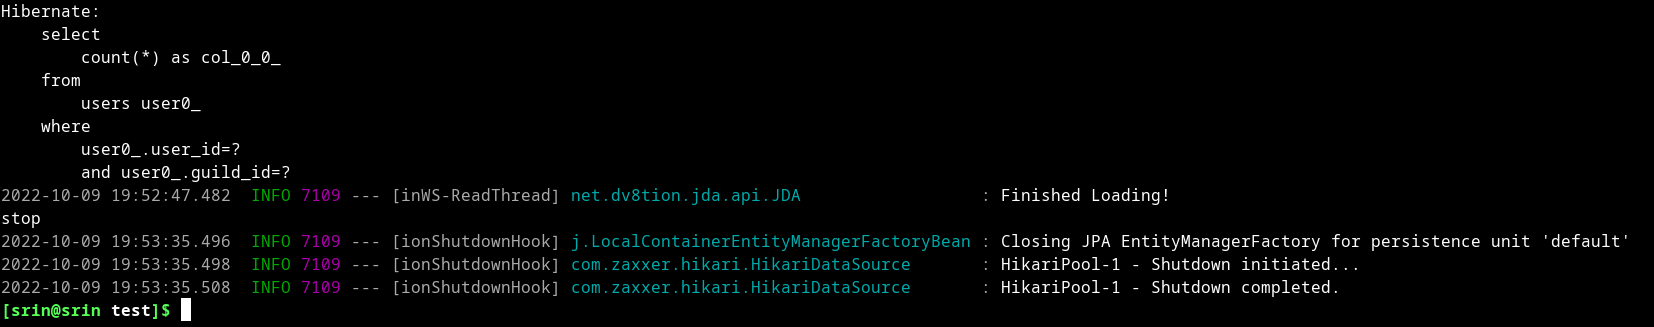 Hibernate:
    select
        count(*) as col_0_0_
    from
        users user0_
    where
        user0_.user_id=?
        and user0_.guild_id=?
2022-10-09 19:52:47.482  INFO 7109 --- [inWS-ReadThread] net.dv8tion.jda.api.JDA                  : Finished Loading!
stop
2022-10-09 19:53:35.496  INFO 7109 --- [ionShutdownHook] j.LocalContainerEntityManagerFactoryBean : Closing JPA EntityManagerFactory for persistence unit 'default'
2022-10-09 19:53:35.498  INFO 7109 --- [ionShutdownHook] com.zaxxer.hikari.HikariDataSource       : HikariPool-1 - Shutdown initiated...
2022-10-09 19:53:35.508  INFO 7109 --- [ionShutdownHook] com.zaxxer.hikari.HikariDataSource       : HikariPool-1 - Shutdown completed.
[srin@srin test]$